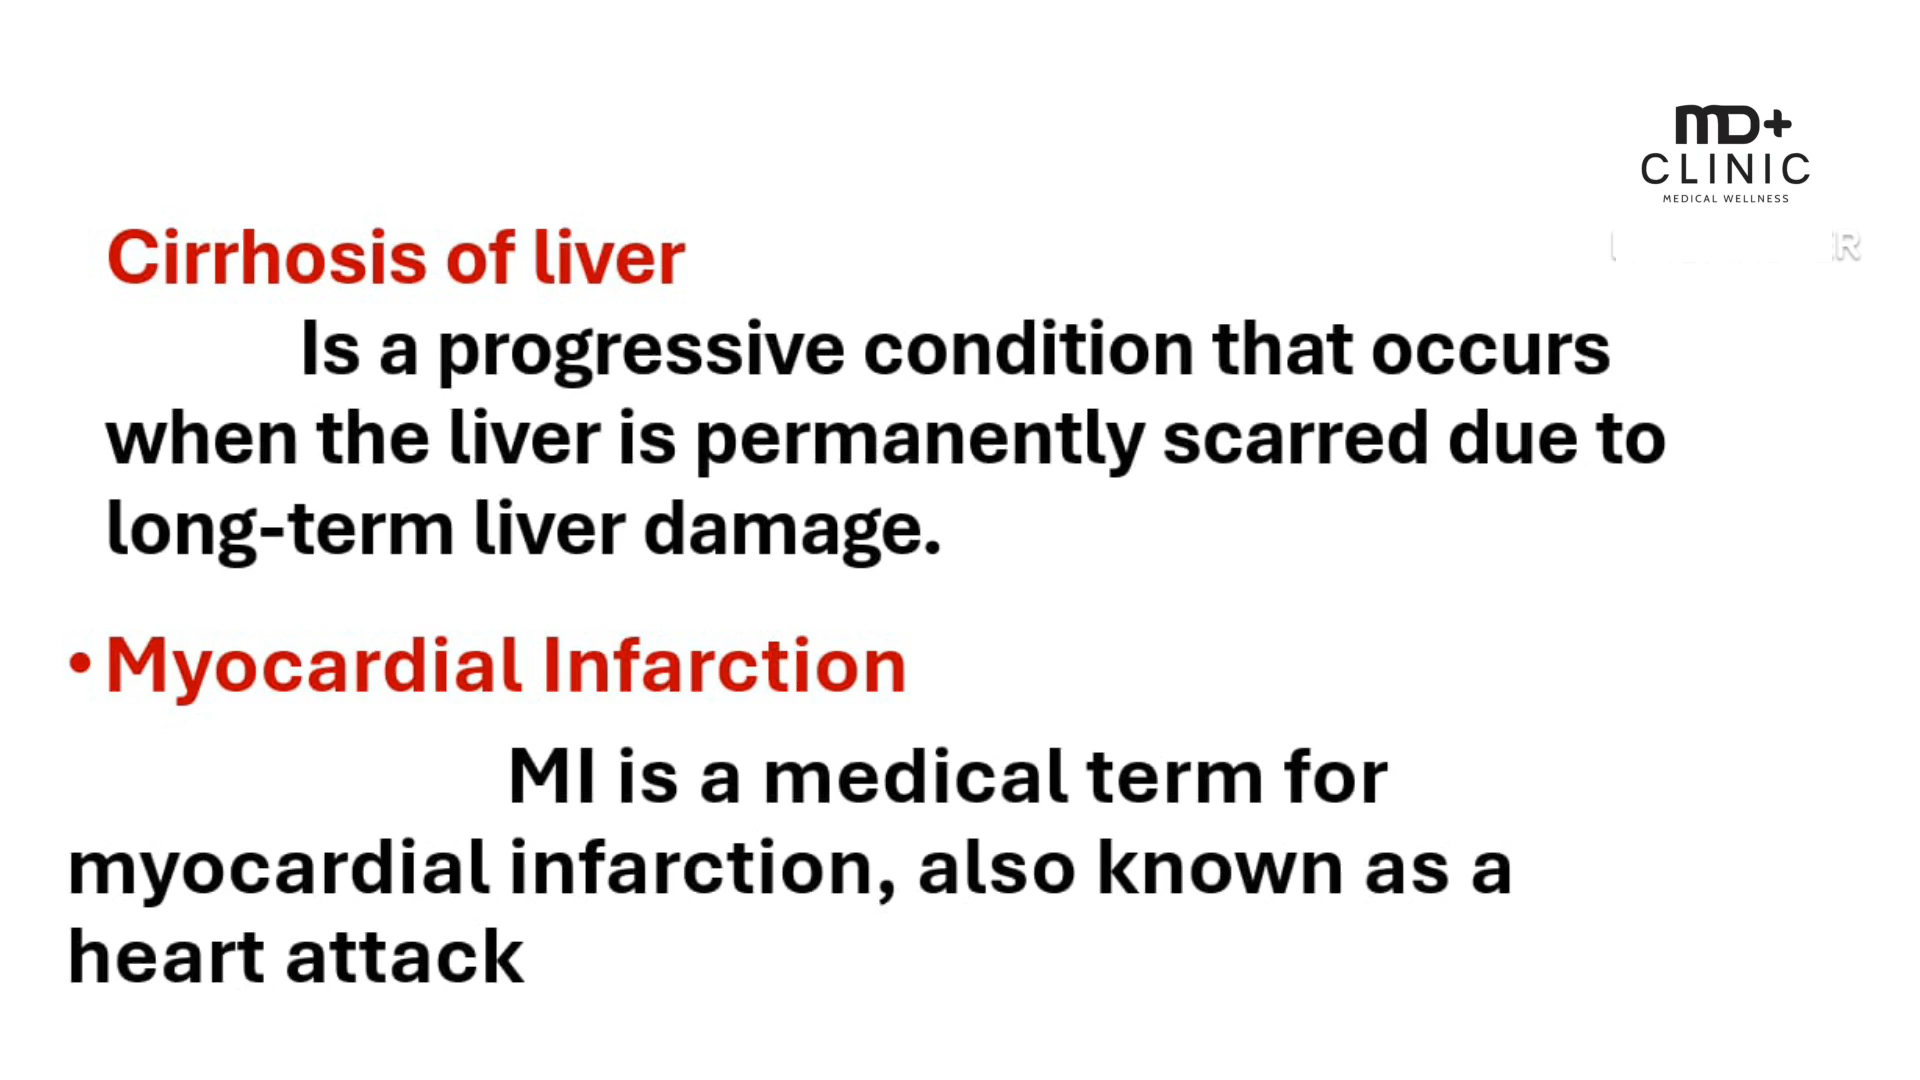 MD+
CLINIC
MEDICAL WELLNESS
Cirrhosis of liver
Is a progressive condition that occurs
when the liver is permanently scarred due to
long-term liver damage.
• Myocardial Infarction
MI is a medical term for
myocardial infarction, also known as a
heart attack